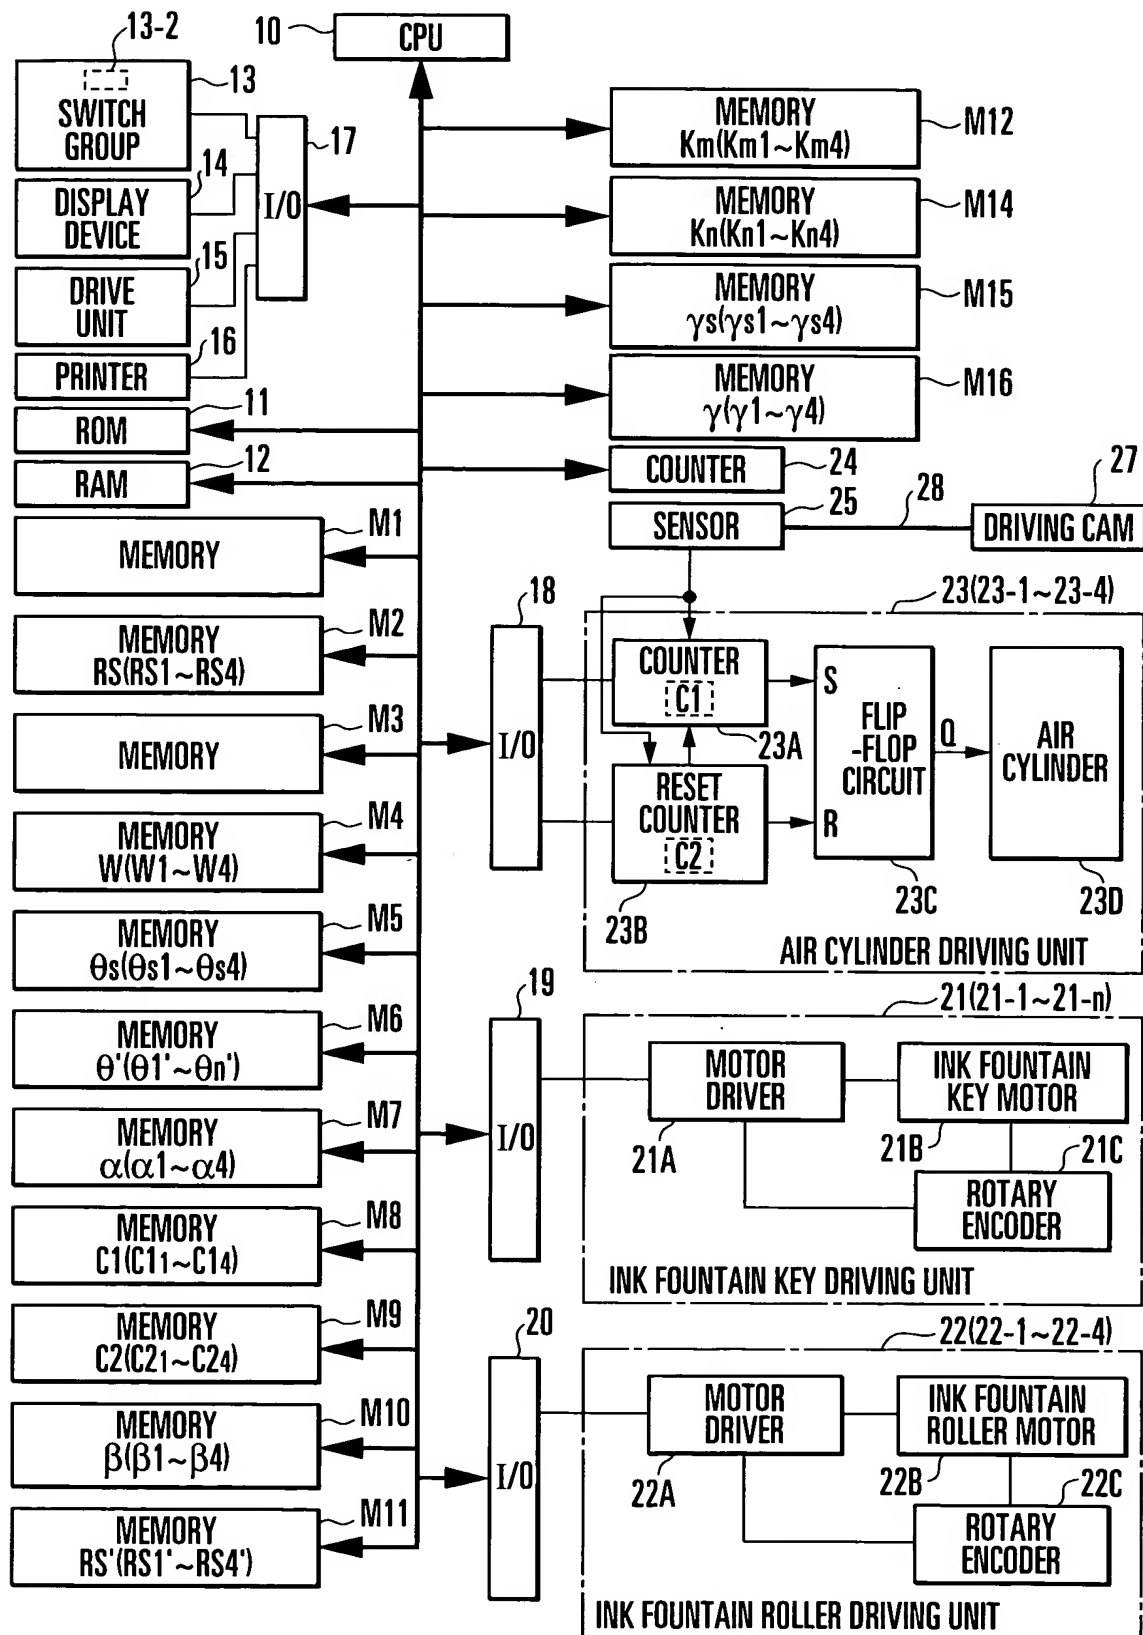 10
CPU
13-2
13
SWITCH
GROUP
14
DISPLAY
DEVICE
15
DRIVE
UNIT
16
PRINTER
17
I/O
11
ROM
12
RAM
M1
MEMORY
M2
MEMORY
RS(RS1~RS4)
M3
MEMORY
M4
MEMORY
W(W1~W4)
M5
MEMORY
θs(θs1~θs4)
M6
MEMORY
θ'(θ1'~θn')
M7
MEMORY
α(α1~α4)
M8
MEMORY
C1(C11~C14)
M9
MEMORY
C2(C21~C24)
M10
MEMORY
β(β1~β4)
M11
MEMORY
RS'(RS1'~RS4')
MEMORY
Km(Km1~Km4)
M12
MEMORY
Kn(Kn1~Kn4)
M14
MEMORY
γs(γs1~γs4)
M15
MEMORY
γ(γ1~γ4)
M16
COUNTER
24
SENSOR
25
28
27
DRIVING CAM
18
I/O
23(23-1~23-4)
COUNTER
C1
23A
RESET
COUNTER
C2
23B
S
R
FLIP
-FLOP
CIRCUIT
Q
23C
AIR
CYLINDER
23D
AIR CYLINDER DRIVING UNIT
19
I/O
21(21-1~21-n)
MOTOR
DRIVER
21A
INK FOUNTAIN
KEY MOTOR
21B
21C
ROTARY
ENCODER
INK FOUNTAIN KEY DRIVING UNIT
20
I/O
22(22-1~22-4)
MOTOR
DRIVER
22A
INK FOUNTAIN
ROLLER MOTOR
22B
22C
ROTARY
ENCODER
INK FOUNTAIN ROLLER DRIVING UNIT